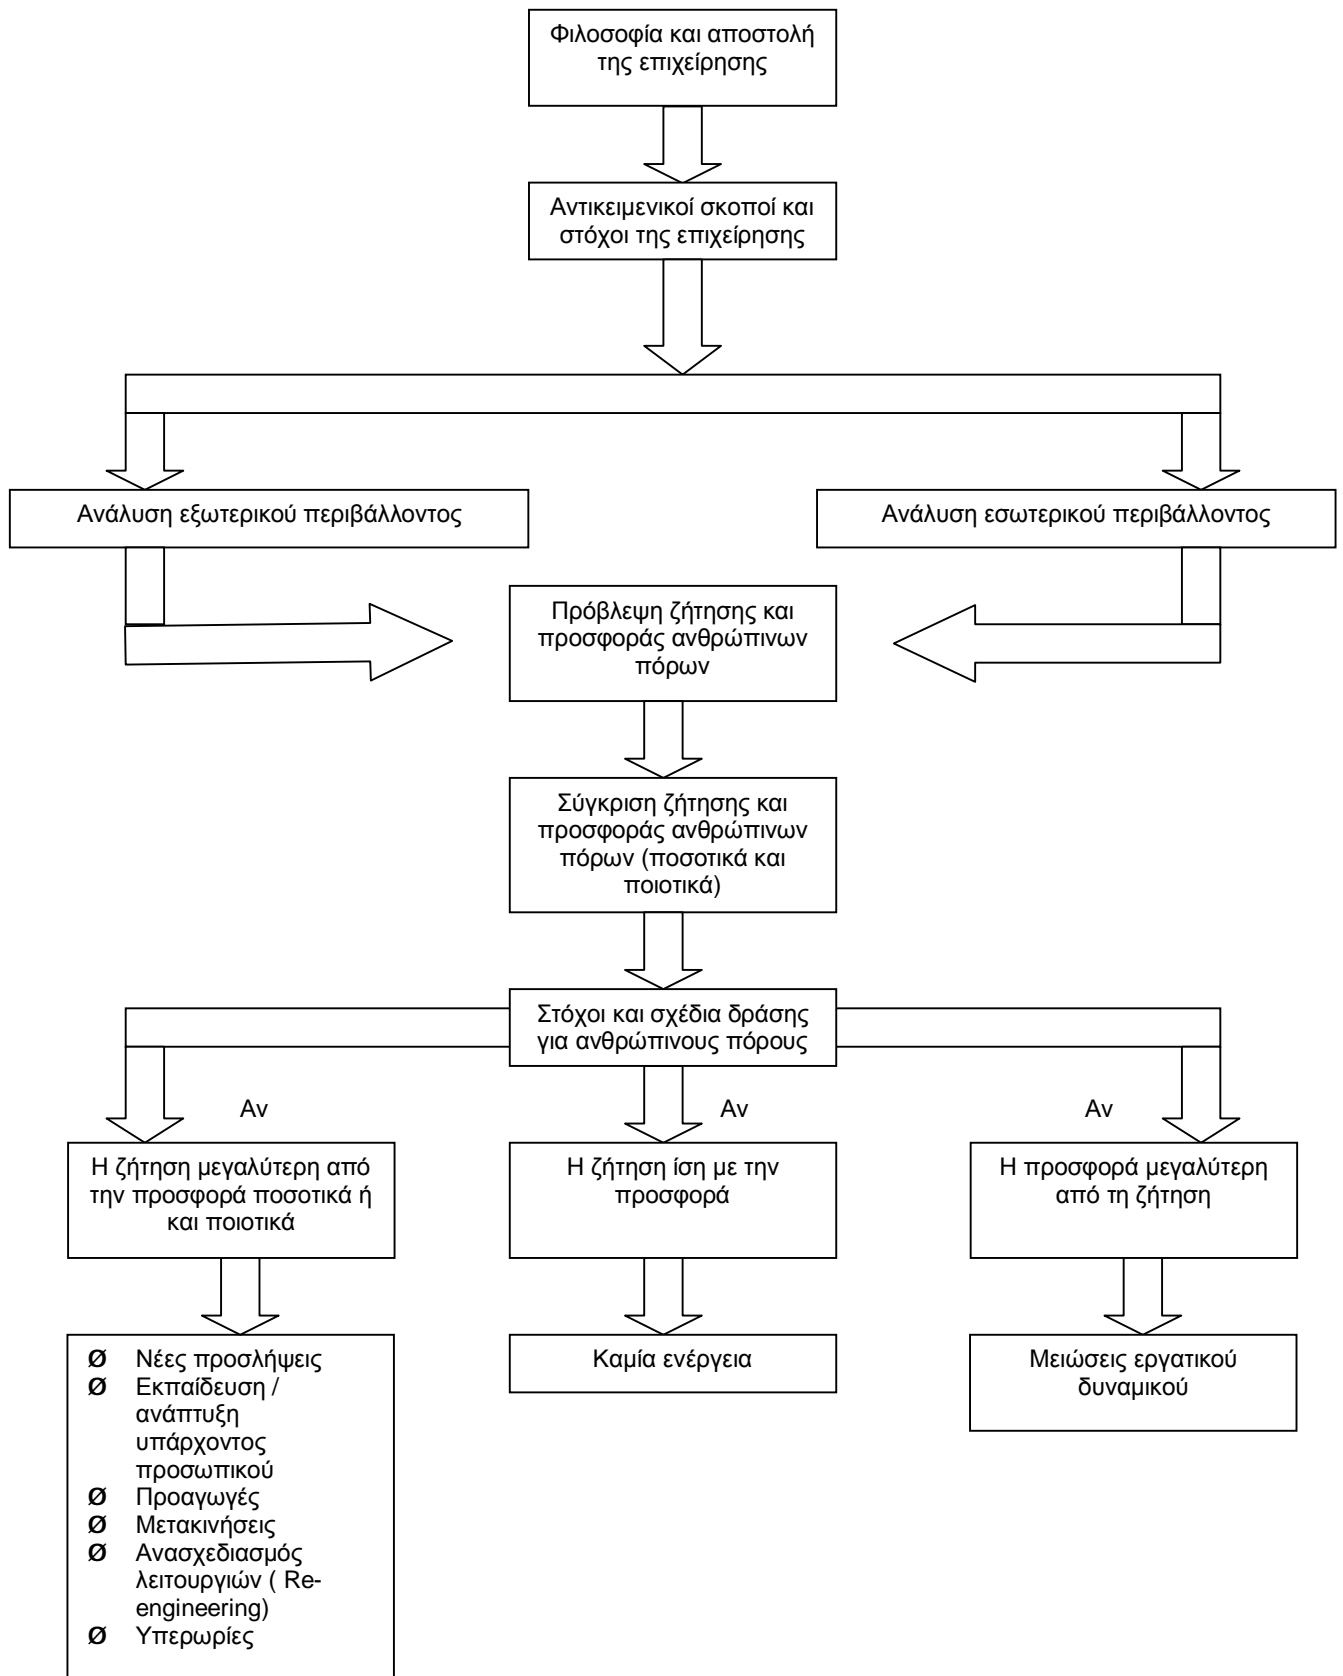 Φιλοσοφία και αποστολή
της επιχείρησης
Αντικειμενικοί σκοποί και
στόχοι της επιχείρησης
Ανάλυση εξωτερικού περιβάλλοντος
Ανάλυση εσωτερικού περιβάλλοντος
Πρόβλεψη ζήτησης και
προσφοράς ανθρώπινων
πόρων
Σύγκριση ζήτησης και
προσφοράς ανθρώπινων
πόρων (ποσοτικά και
ποιοτικά)
Στόχοι και σχέδια δράσης
για ανθρώπινους πόρους
Αν
Αν
Αν
Η ζήτηση μεγαλύτερη από
την προσφορά ποσοτικά ή
και ποιοτικά
Η ζήτηση ίση με την
προσφορά
Η προσφορά μεγαλύτερη
από τη ζήτηση
Ø Νέες προσλήψεις
Ø Εκπαίδευση /
ανάπτυξη
υπάρχοντος
προσωπικού
Ø Προαγωγές
Ø Μετακινήσεις
Ø Ανασχεδιασμός
λειτουργιών ( Re-
engineering)
Ø Υπερωρίες
Καμία ενέργεια
Μειώσεις εργατικού
δυναμικού